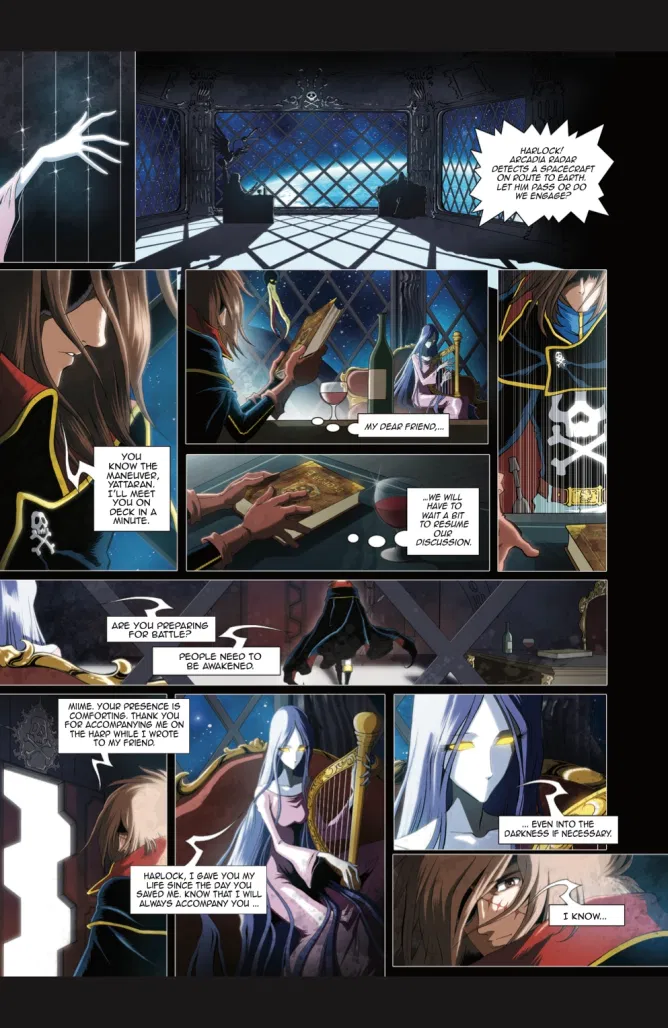 HARLOCK!
ARCADIA RADAR
DETECTS A SPACECRAFT
ON ROUTE TO EARTH.
LET HIM PASS OR DO
WE ENGAGE?
YOU
KNOW THE
MANEUVER,
YATTARAN.
I'LL MEET
YOU ON
DECK IN A
MINUTE.
MY DEAR FRIEND,...
...WE WILL
HAVE TO
WAIT A BIT
TO RESUME
OUR
DISCUSSION.
ARE YOU PREPARING
FOR BATTLE?
PEOPLE NEED TO
BE AWAKENED.
MIIME. YOUR PRESENCE IS
COMFORTING. THANK YOU
FOR ACCOMPANYING ME ON
THE HARP WHILE I WROTE
TO MY FRIEND.
HARLOCK, I GAVE YOU MY
LIFE SINCE THE DAY YOU
SAVED ME. KNOW THAT I WILL
ALWAYS ACCOMPANY YOU ...
... EVEN INTO THE
DARKNESS IF NECESSARY.
I KNOW...